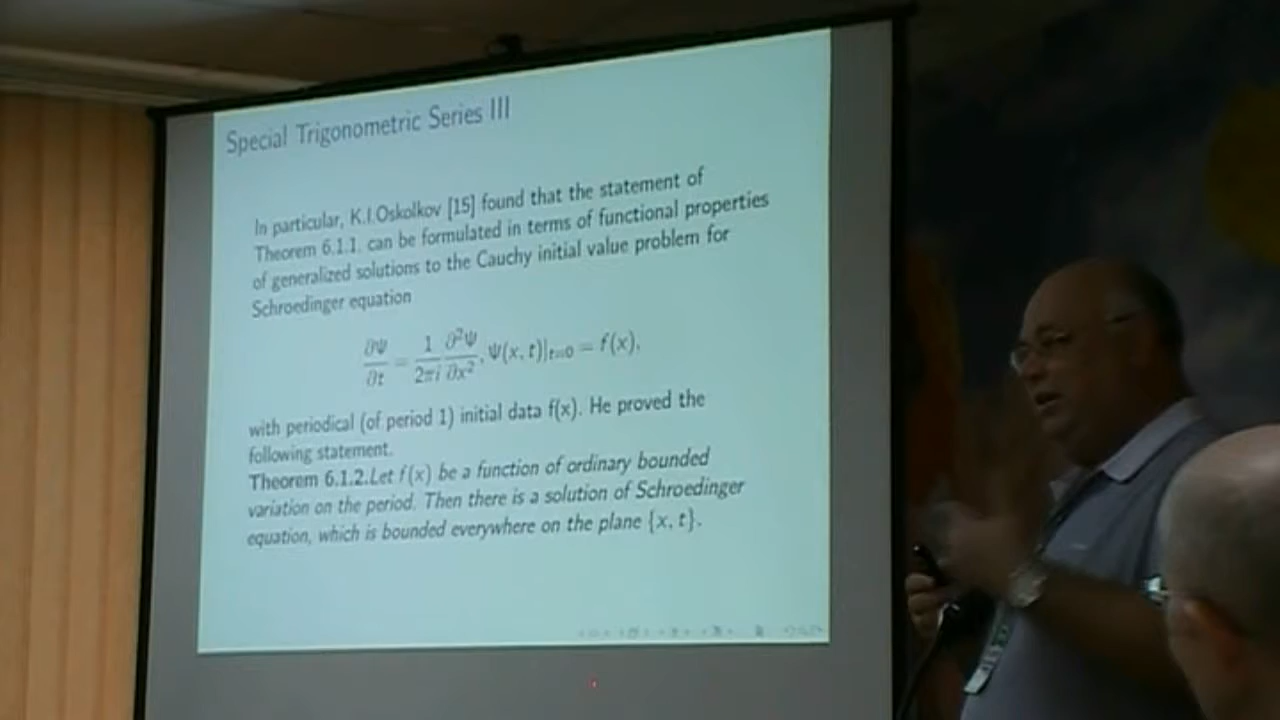 Special Trigonometric Series III
In particular, K.I.Oskolkov [15] found that the statement of
Theorem 6.1.1. can be formulated in terms of functional properties
of generalized solutions to the Cauchy initial value problem for
Schroedinger equation
∂Ψ/∂t = 1/2πi ∂²Ψ/∂x², Ψ(x, t)|t=0 = f(x),
with periodical (of period 1) initial data f(x). He proved the
following statement.
Theorem 6.1.2.Let f(x) be a function of ordinary bounded
variation on the period. Then there is a solution of Schroedinger
equation, which is bounded everywhere on the plane {x, t}.